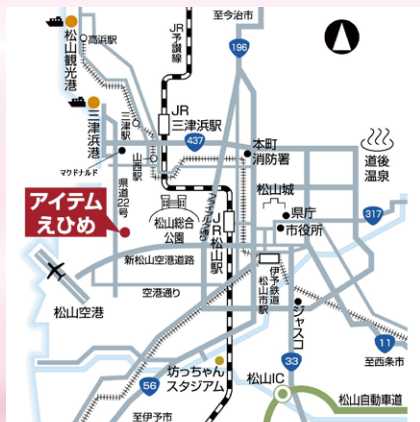 至今治市
高浜駅
松山観光港
JR予讃線
196
三津浜港
三津駅
山西駅
JR
三津浜駅
437
本町
消防署
道後
温泉
マクドナルド
県道22号
アイテム
えひめ
松山総合
公園
JR松山駅
松山城
県庁
市役所
317
新松山空港道路
伊予鉄道
松山市駅
空港通り
松山空港
ジャスコ
11
至西条市
坊っちゃん
スタジアム
33
56
松山IC
松山自動車道
至伊予市